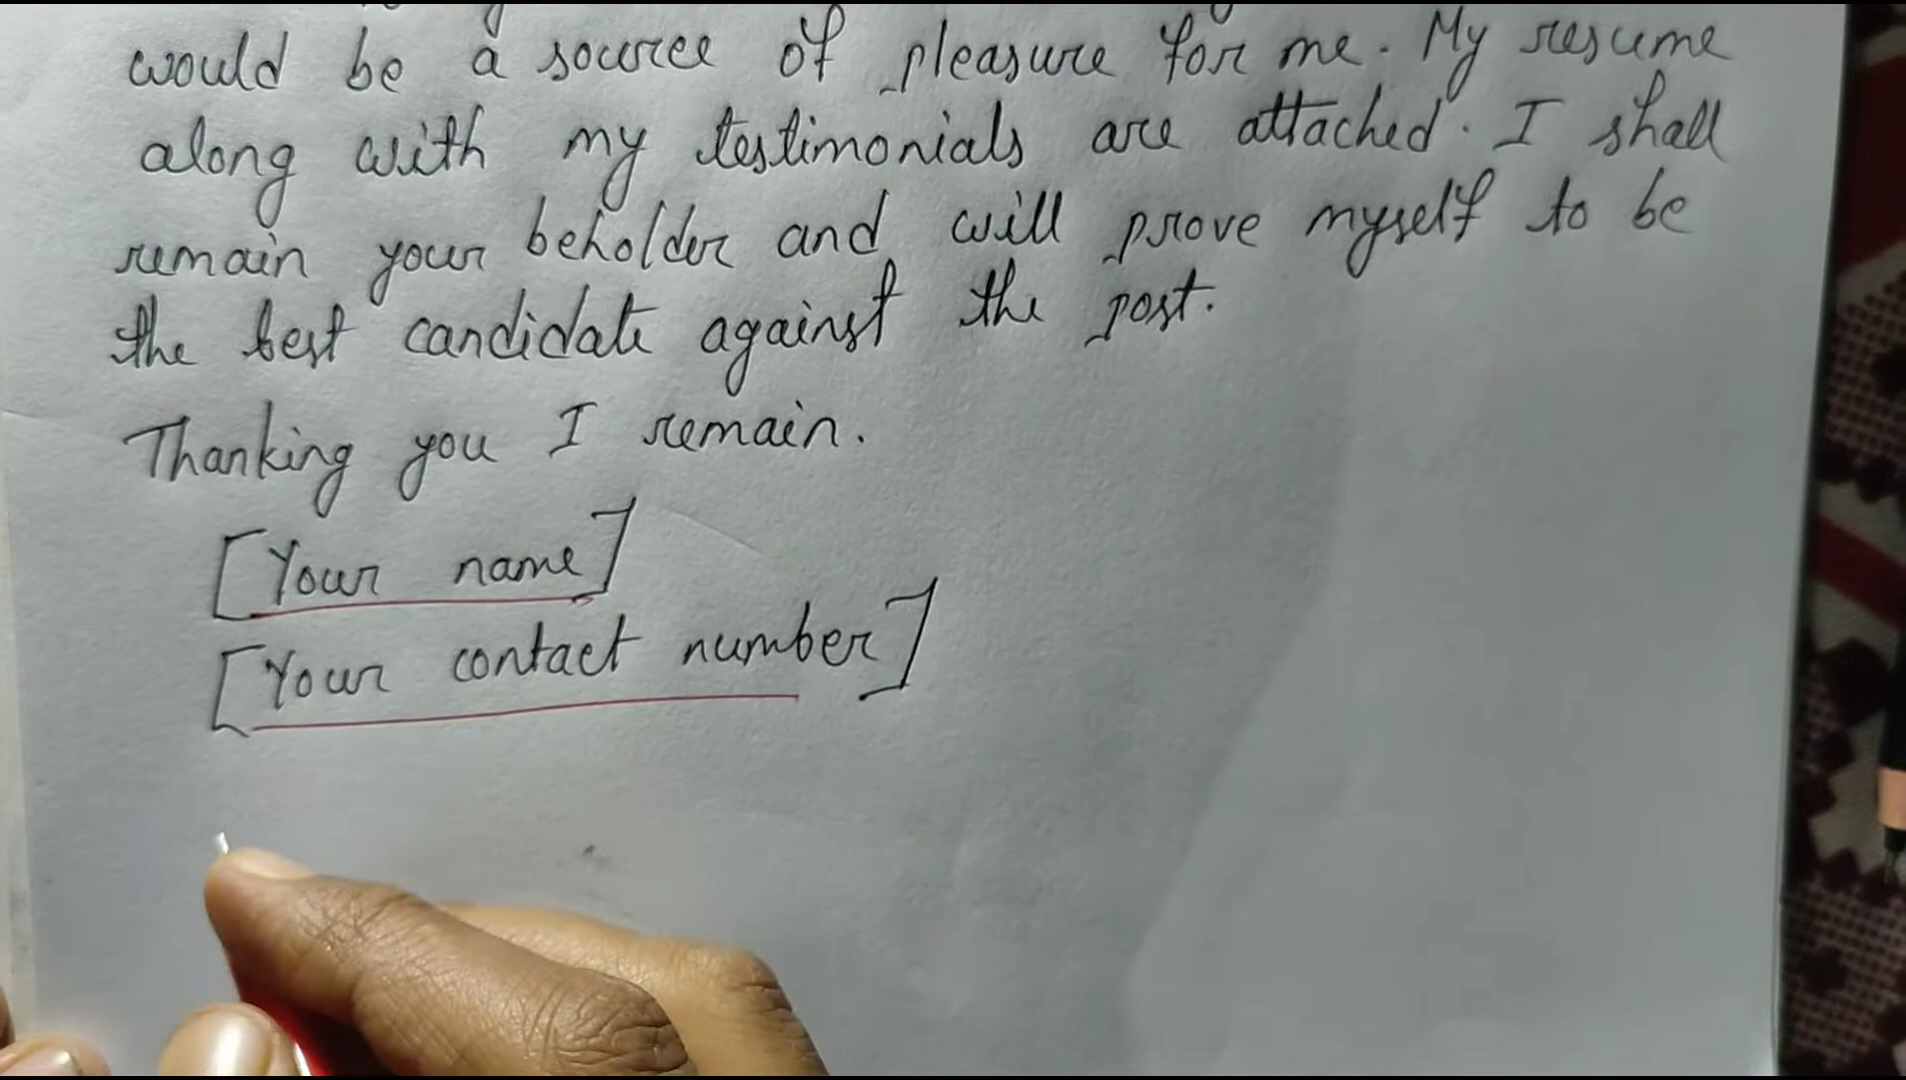 would be a source of pleasure for me. My resume
along with my testimonials are attached. I shall
remain your beholder and will prove myself to be
the best candidate against the post.
Thanking you I remain.
[Your name]
[Your contact number]